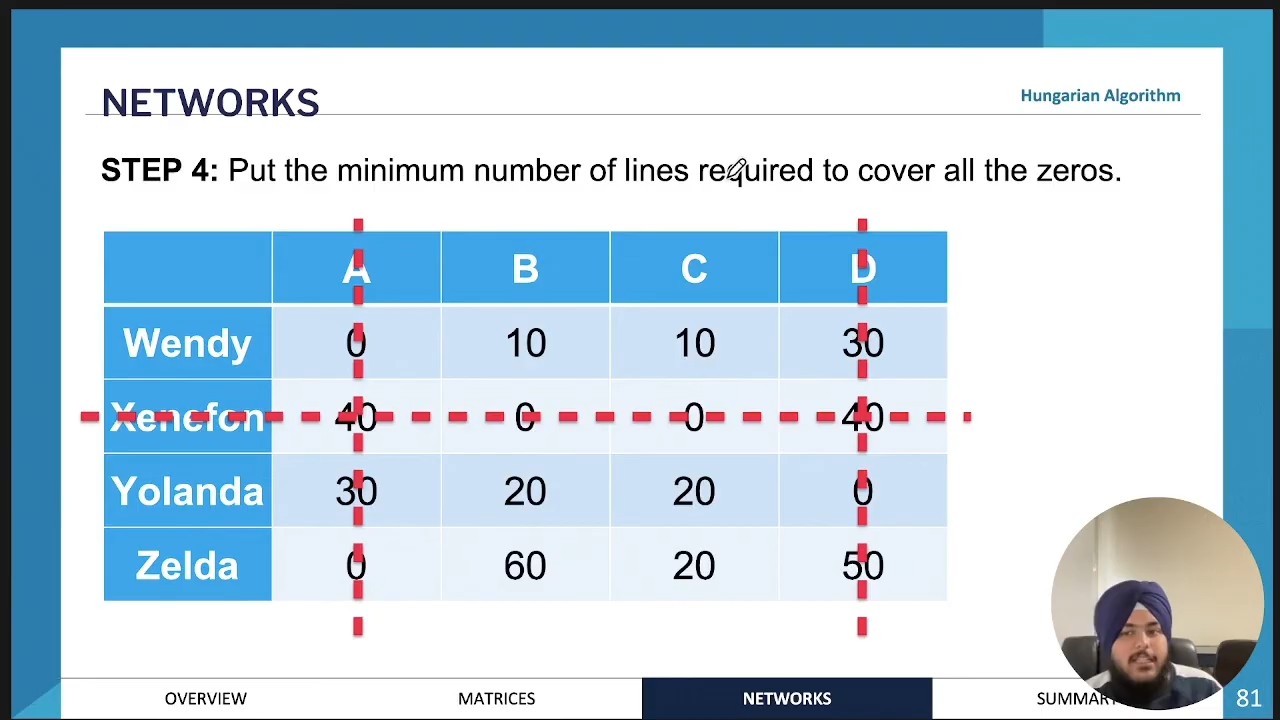 NETWORKS
Hungarian Algorithm
STEP 4: Put the minimum number of lines required to cover all the zeros.
A B C D
Wendy 0 10 10 30
Xenefon 40 0 0 40
Yolanda 30 20 20 0
Zelda 0 60 20 50
OVERVIEW MATRICES NETWORKS SUMMARY 81